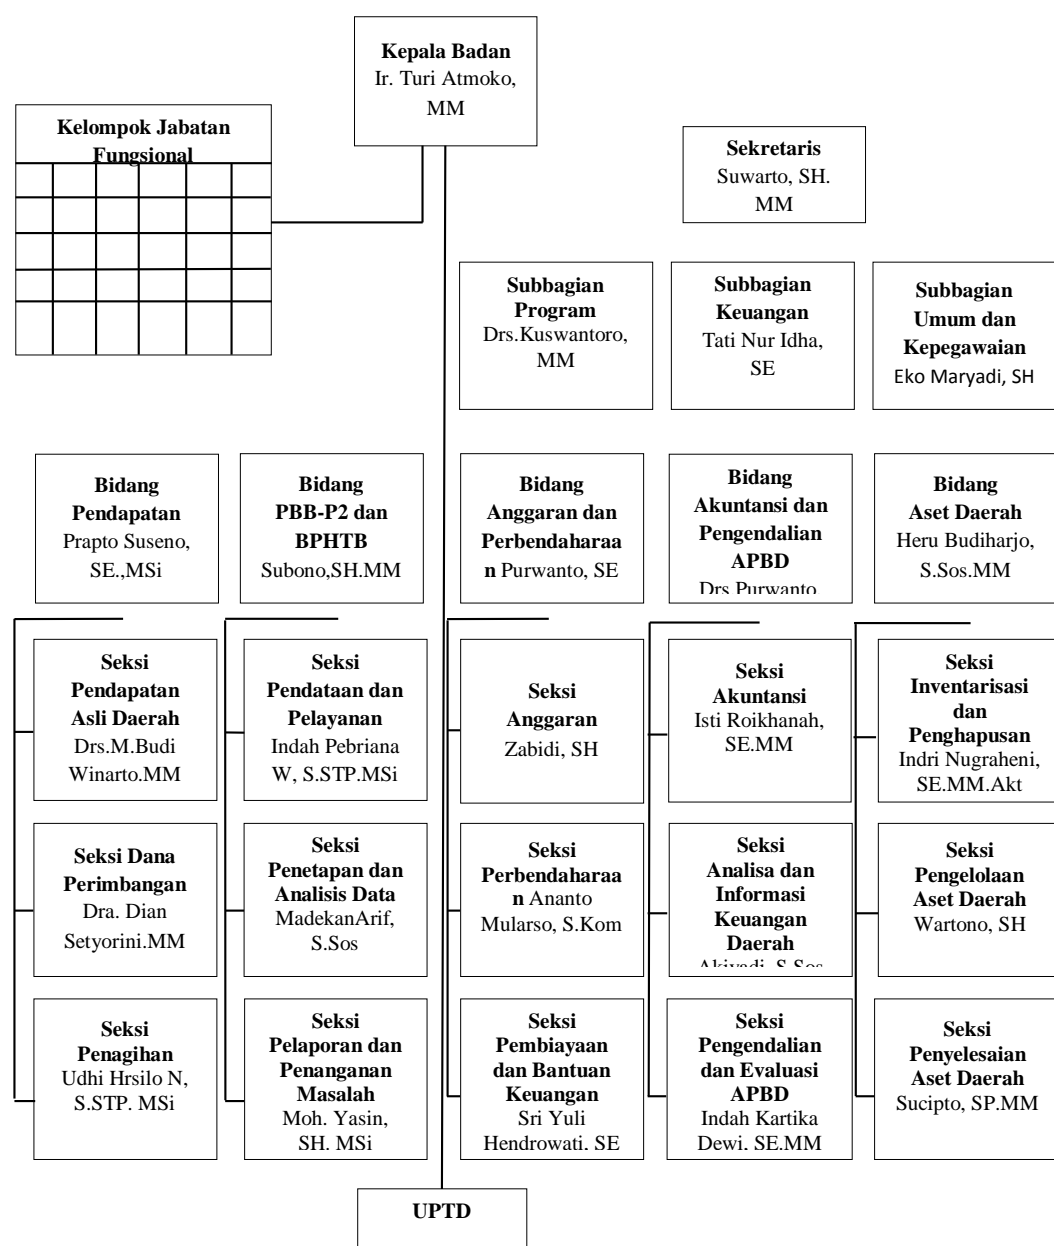 Kepala Badan
Ir. Turi Atmoko,
MM
Kelompok Jabatan
Fungsional
Sekretaris
Suwarto, SH.
MM
Subbagian
Program
Drs.Kuswantoro,
MM
Subbagian
Keuangan
Tati Nur Idha,
SE
Subbagian
Umum dan
Kepegawaian
Eko Maryadi, SH
Bidang
Pendapatan
Prapto Suseno,
SE.,MSi
Bidang
PBB-P2 dan
BPHTB
Subono,SH.MM
Bidang
Anggaran dan
Perbendaharaa
n Purwanto, SE
Bidang
Akuntansi dan
Pengendalian
APBD
Drs Purwanto
Bidang
Aset Daerah
Heru Budiharjo,
S.Sos.MM
Seksi
Pendapatan
Asli Daerah
Drs.M.Budi
Winarto.MM
Seksi
Pendataan dan
Pelayanan
Indah Pebriana
W, S.STP.MSi
Seksi
Anggaran
Zabidi, SH
Seksi
Akuntansi
Isti Roikhanah,
SE.MM
Seksi
Inventarisasi
dan
Penghapusan
Indri Nugraheni,
SE.MM.Akt
Seksi Dana
Perimbangan
Dra. Dian
Setyorini.MM
Seksi
Penetapan dan
Analisis Data
MadekanArif,
S.Sos
Seksi
Perbendaharaa
n Ananto
Mularso, S.Kom
Seksi
Analisa dan
Informasi
Keuangan
Daerah
S.Sos
Seksi
Pengelolaan
Aset Daerah
Wartono, SH
Seksi
Penagihan
Udhi Hrsilo N,
S.STP. MSi
Seksi
Pelaporan dan
Penanganan
Masalah
Moh. Yasin,
SH. MSi
Seksi
Pembiayaan
dan Bantuan
Keuangan
Sri Yuli
Hendrowati. SE
Seksi
Pengendalian
dan Evaluasi
APBD
Indah Kartika
Dewi. SE.MM
Seksi
Penyelesaian
Aset Daerah
Sucipto, SP.MM
UPTD